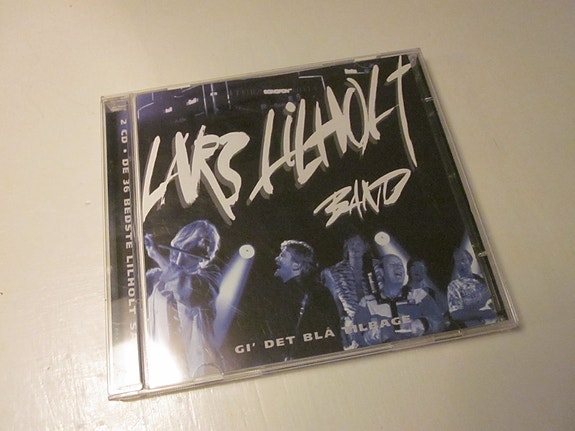 LARS LILHOLT
BAND
GI' DET BLÅ TILBAGE
2 CD • DE 36 BEDSTE LILHOLT